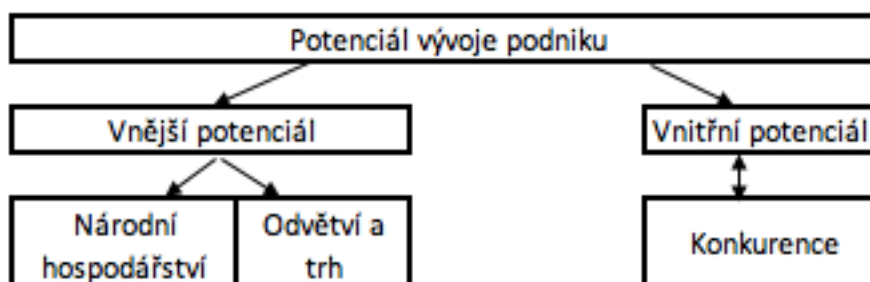 Potenciál vývoje podniku
Vnější potenciál
Vnitřní potenciál
Národní
hospodářství
Odvětví a
trh
Konkurence